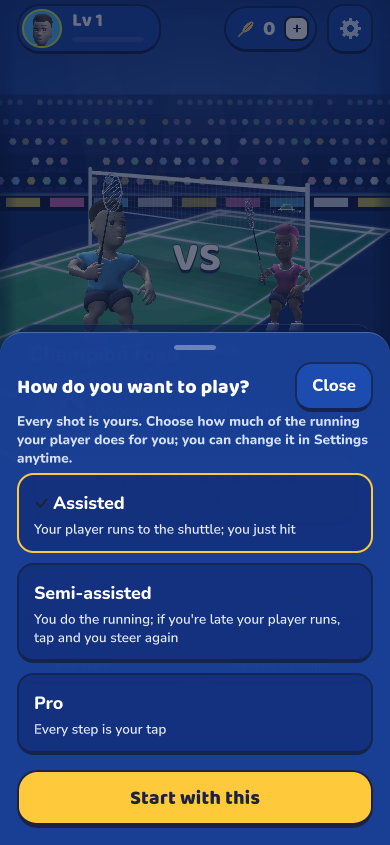 Lv 1
0
+
VS
How do you want to play?
Close
Every shot is yours. Choose how much of the running
your player does for you; you can change it in Settings
anytime.
✓ Assisted
Your player runs to the shuttle; you just hit
Semi-assisted
You do the running; if you're late your player runs,
tap and you steer again
Pro
Every step is your tap
Start with this